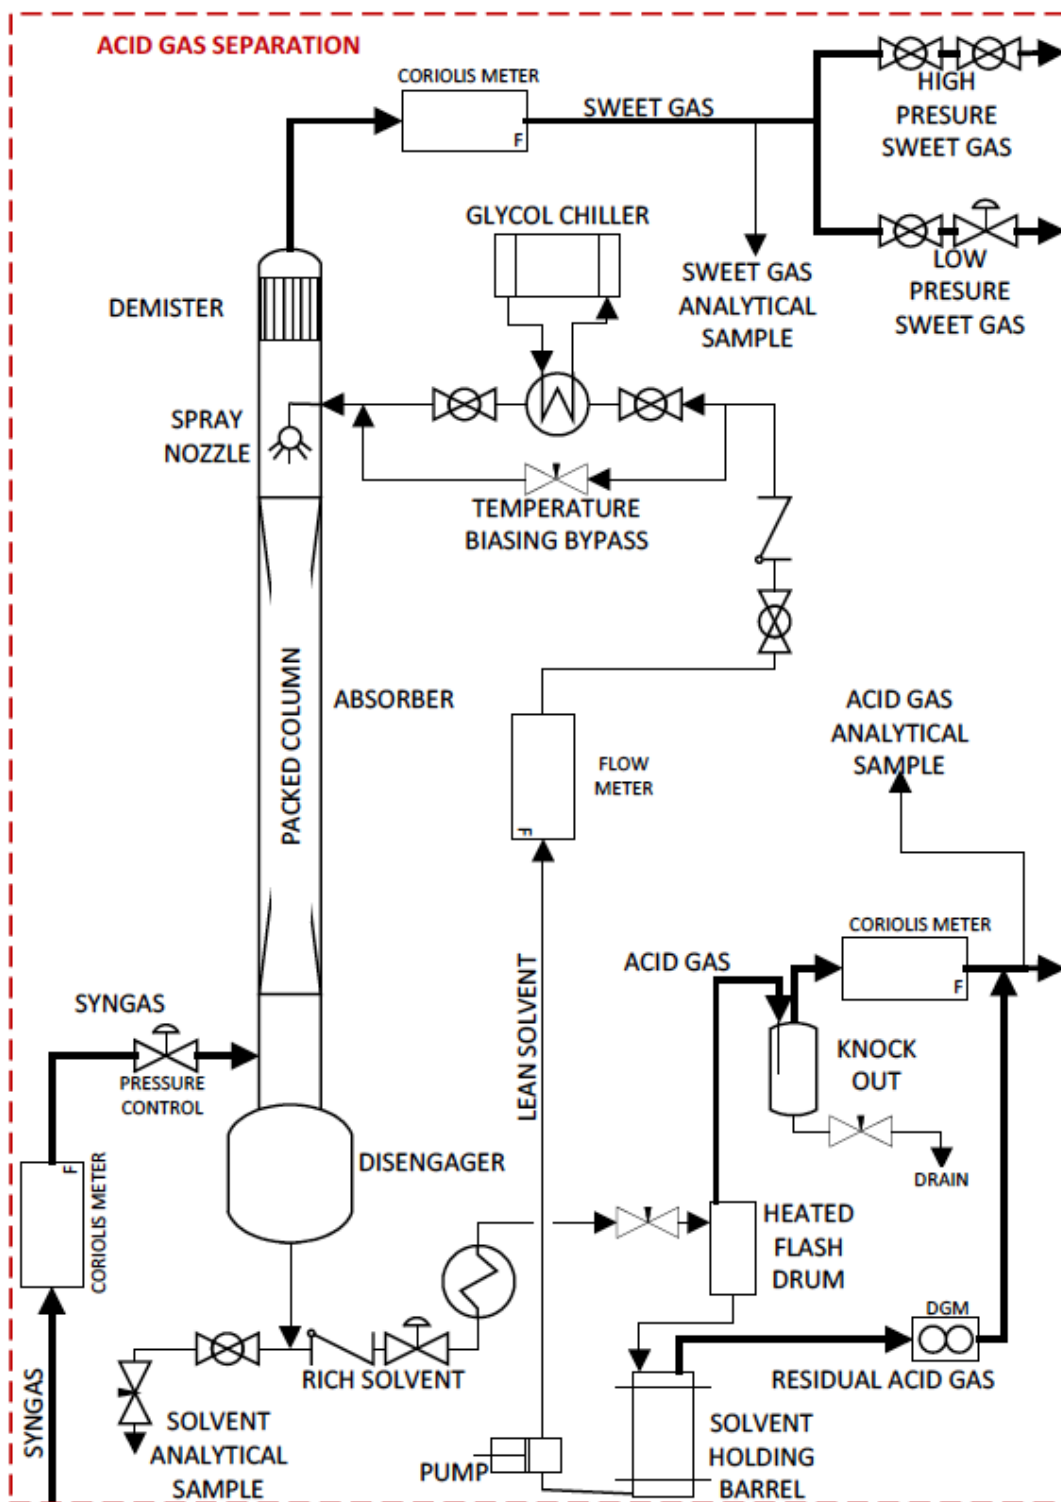 ACID GAS SEPARATION
CORIOLIS METER
F
SWEET GAS
HIGH
PRESURE
SWEET GAS
GLYCOL CHILLER
SWEET GAS
ANALYTICAL
SAMPLE
LOW
PRESURE
SWEET GAS
DEMISTER
SPRAY
NOZZLE
TEMPERATURE
BIASING BYPASS
PACKED COLUMN
ABSORBER
FLOW
METER
F
ACID GAS
ANALYTICAL
SAMPLE
LEAN SOLVENT
ACID GAS
CORIOLIS METER
F
KNOCK
OUT
DRAIN
SYNGAS
PRESSURE
CONTROL
F
CORIOLIS METER
DISENGAGER
HEATED
FLASH
DRUM
DGM
RESIDUAL ACID GAS
RICH SOLVENT
SYNGAS
SOLVENT
ANALYTICAL
SAMPLE
PUMP
SOLVENT
HOLDING
BARREL